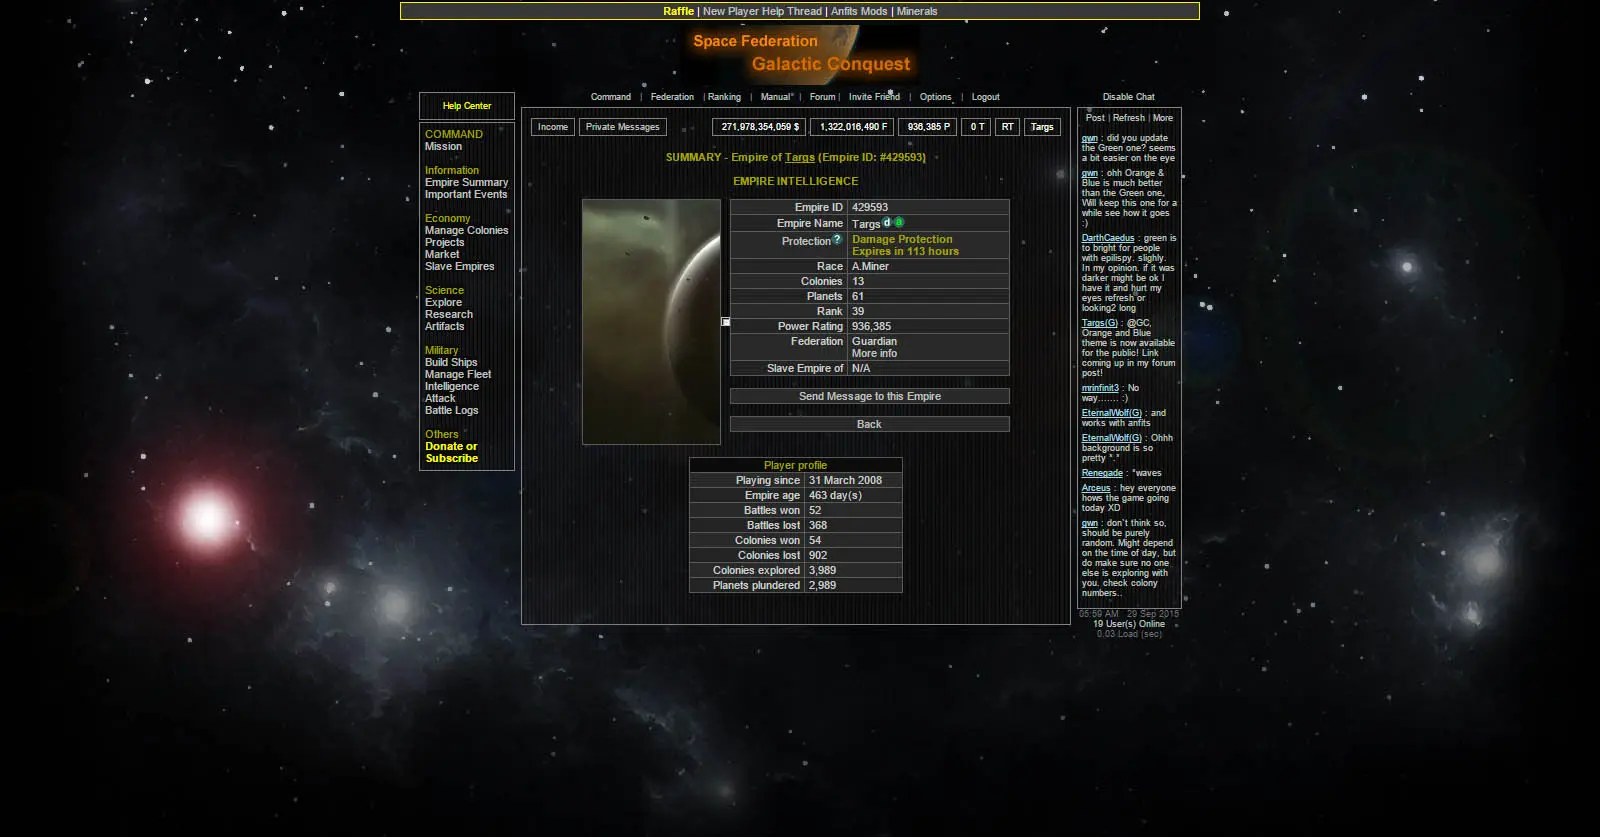 Raffle | New Player Help Thread | Anfits Mods | Minerals
Space Federation
Galactic Conquest
Command | Federation | Ranking | Manual* | Forum | Invite Friend | Options | Logout
Help Center
COMMAND
Mission
Information
Empire Summary
Important Events
Economy
Manage Colonies
Projects
Market
Slave Empires
Science
Explore
Research
Artifacts
Military
Build Ships
Manage Fleet
Intelligence
Attack
Battle Logs
Others
Donate or
Subscribe
Income Private Messages 271,978,354,059 $ 1,322,016,490 F 936,385 P 0 T RT Targs
SUMMARY - Empire of Targs (Empire ID: #429593)
EMPIRE INTELLIGENCE
Empire ID 429593
Empire Name Targs d a
Protection ? Damage Protection
Expires in 113 hours
Race A.Miner
Colonies 13
Planets 61
Rank 39
Power Rating 936,385
Federation Guardian
More info
Slave Empire of N/A
Send Message to this Empire
Back
Player profile
Playing since 31 March 2008
Empire age 463 day(s)
Battles won 52
Battles lost 368
Colonies won 54
Colonies lost 902
Colonies explored 3,989
Planets plundered 2,989
Disable Chat
Post | Refresh | More
gwn : did you update
the Green one? seems
a bit easier on the eye
gwn : ohh Orange &
Blue is much better
than the Green one,
Will keep this one for a
while see how it goes
:)
DarthCaedus : green is
to bright for people
with epilispy. slighly.
In my opinion. if it was
darker might be ok I
have it and hurt my
eyes refresh or
looking2 long
Targs(G) : @GC,
Orange and Blue
theme is now available
for the public! Link
coming up in my forum
post!
mrinfinit3 : No
way....... :)
EternalWolf(G) : and
works with anfits
EternalWolf(G) : Ohhh
background is so
pretty *.*
Renegade : *waves
Arceus : hey everyone
hows the game going
today XD
gwn : don`t think so,
should be purely
random. Might depend
on the time of day, but
do make sure no one
else is exploring with
you. check colony
numbers..
05:59 AM 29 Sep 2015
19 User(s) Online
0.03 Load (sec)